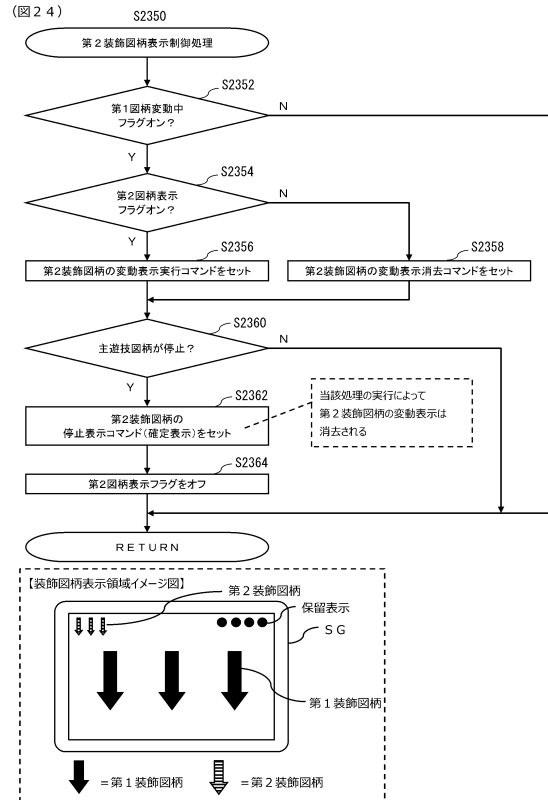 (図24)
S2350
第2装飾図柄表示制御処理
S2352
第1図柄変動中
フラグオン?
N
Y
S2354
第2図柄表示
フラグオン?
N
Y
S2356
第2装飾図柄の変動表示実行コマンドをセット
S2358
第2装飾図柄の変動表示消去コマンドをセット
S2360
主遊技図柄が停止?
N
Y
S2362
第2装飾図柄の
停止表示コマンド(確定表示)をセット
当該処理の実行によって
第2装飾図柄の変動表示は
消去される
S2364
第2図柄表示フラグをオフ
RETURN
【装飾図柄表示領域イメージ図】
第2装飾図柄
保留表示
SG
第1装飾図柄
=第1装飾図柄
=第2装飾図柄